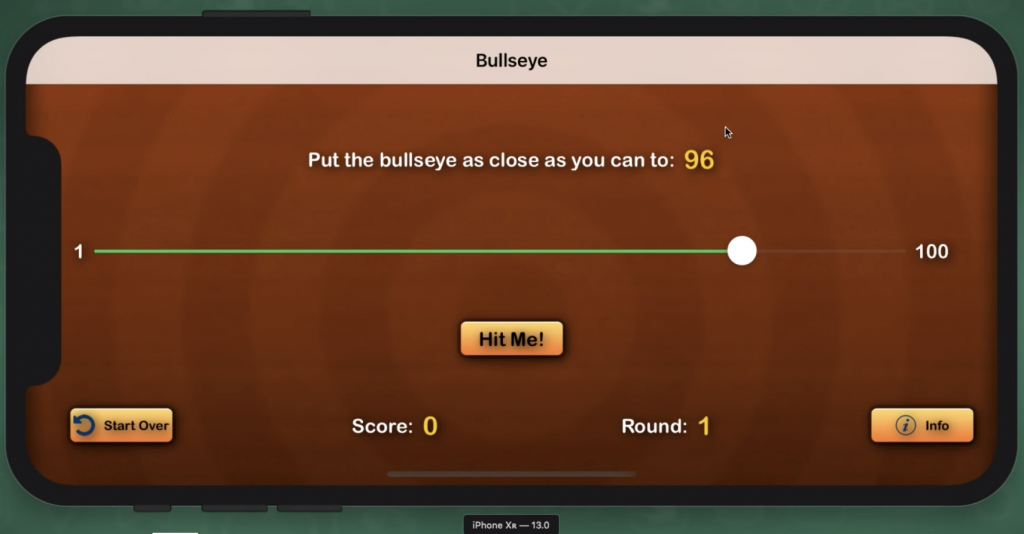 Bullseye
Put the bullseye as close as you can to: 96
1 100
Hit Me!
Start Over Score: 0 Round: 1 Info
iPhone Xʀ — 13.0